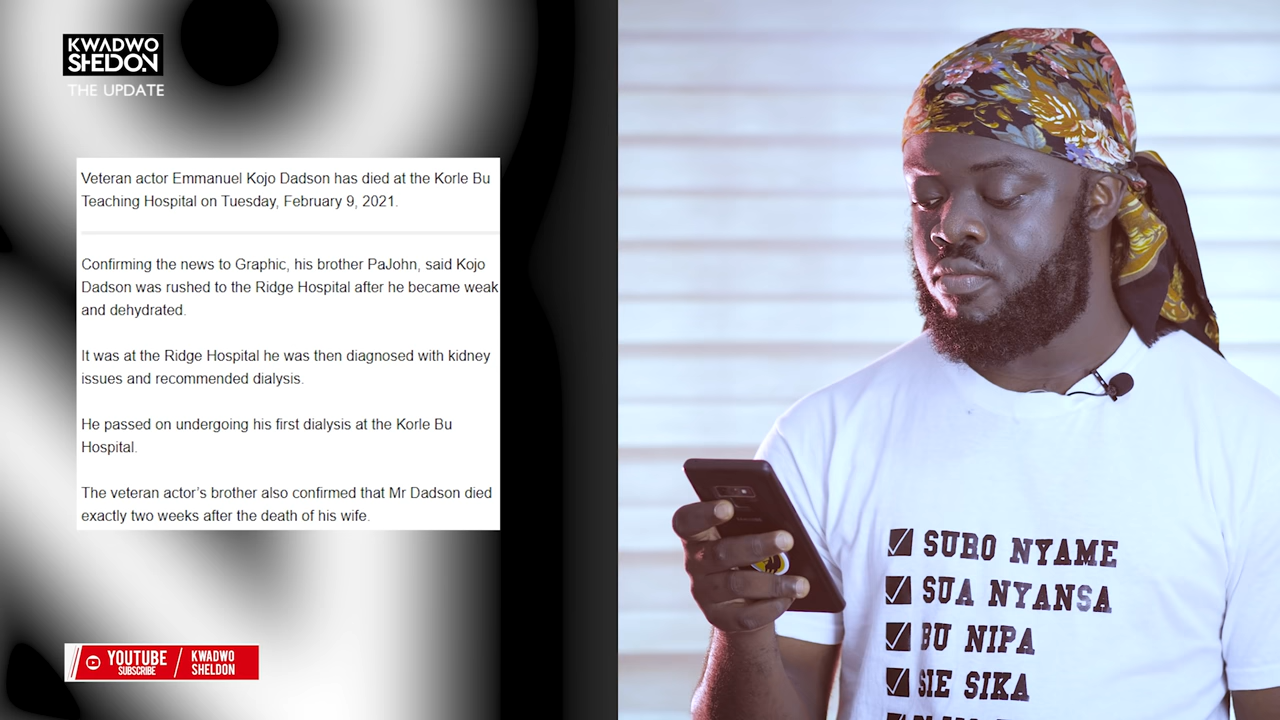 KWADWO
SHEDON
THE UPDATE
Veteran actor Emmanuel Kojo Dadson has died at the Korle Bu
Teaching Hospital on Tuesday, February 9, 2021.
Confirming the news to Graphic, his brother PaJohn, said Kojo
Dadson was rushed to the Ridge Hospital after he became weak
and dehydrated.
It was at the Ridge Hospital he was then diagnosed with kidney
issues and recommended dialysis.
He passed on undergoing his first dialysis at the Korle Bu
Hospital.
The veteran actor’s brother also confirmed that Mr Dadson died
exactly two weeks after the death of his wife.
YOUTUBE
SUBSCRIBE
KWADWO
SHELDON
SURO NYAME
SUA NYANSA
BU NIPA
SIE SIKA